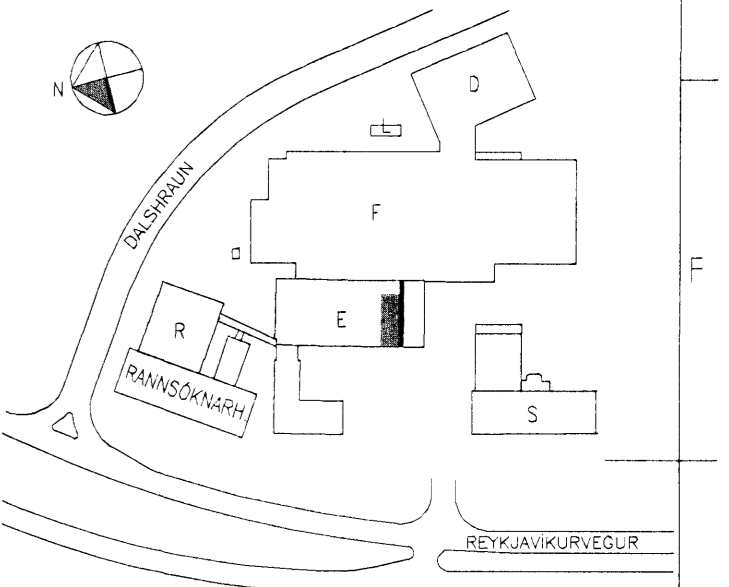 D
N
L
DALSHRAUN
F
F
E
R
RANNSÓKNARH.
S
REYKJAVÍKURVEGUR